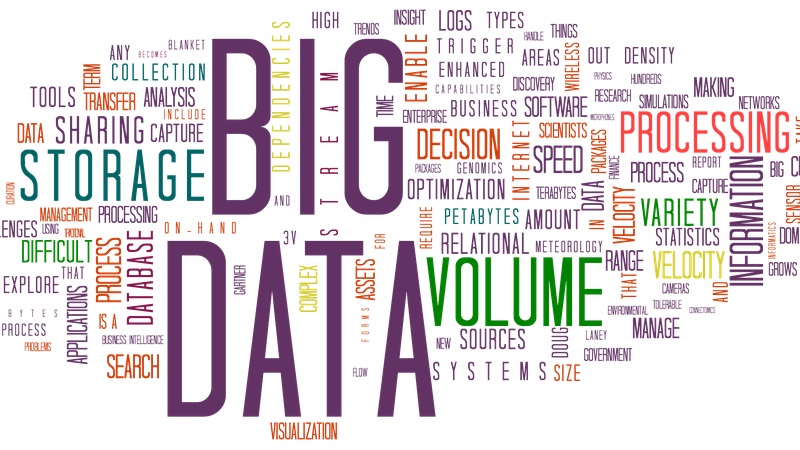 BIG
DATA
VOLUME
STORAGE
PROCESSING
HIGH
TRENDS
INSIGHT
LOGS
TYPES
HANDLE
THINGS
ANY
BECOMES
BLANKET
DEPENDENCIES
STREAM
TIME
ENABLE
TRIGGER
AREAS
WIRELESS
OUT
DENSITY
TERM
COLLECTION
ENHANCED
CAPABILITIES
DISCOVERY
PHYSICS
HUNDREDS
TOOLS
TRANSFER
ANALYSIS
INCLUDE
ENTERPRISE
BUSINESS
SOFTWARE
RESEARCH
SIMULATIONS
MAKING
NETWORKS
MICROPHONES
DATA
SHARING
CAPTURE
DECISION
INTERNET
SCIENTISTS
PACKAGES
FINANCE
PACKAGES
GENOMICS
SPEED
PROCESS
REPORT
CAPTURE
INFORMATION
BIG
CURATION
AND
OPTIMIZATION
TERABYTES
DATA
IN
VELOCITY
VARIETY
SENSOR
MANAGEMENT
PROCESSING
ON-HAND
3V
FOR
REQUIRE
PETABYTES
AMOUNT
STATISTICS
INFORMATICS
DOM
LENGES
USING
DIFFICULT
THAT
PROCESS
DATABASE
GARTNER
COMPLEX
ASSETS
RELATIONAL
METEOROLOGY
RANGE
VELOCITY
GROWS
EXPLORE
APPLICATIONS
THAT
CAMERAS
AND
BYTES
IS A
FORMS
ENVIRONMENTAL
TOLERABLE
CONNECTOMICS
PROCESS
PROBLEMS
BUSINESS INTELLIGENCE
NEW
SOURCES
DOUG
LANEY
MANAGE
SEARCH
FLOW
SYSTEMS
SIZE
GOVERNMENT
VISUALIZATION